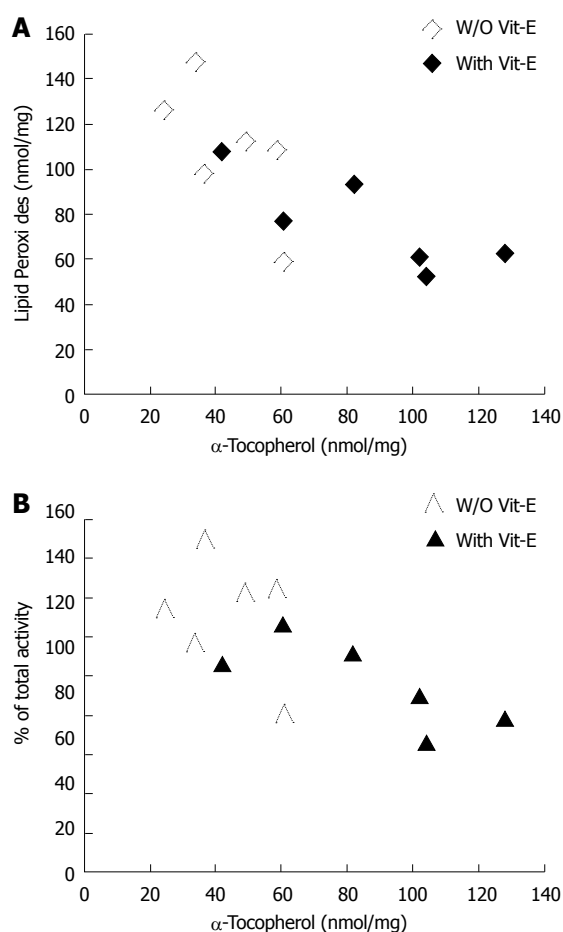 A
W/O Vit-E
With Vit-E
Lipid Peroxi des (nmol/mg)
160
140
120
100
80
60
40
20
0
0 20 40 60 80 100 120 140
α-Tocopherol (nmol/mg)
B
W/O Vit-E
With Vit-E
% of total activity
160
140
120
100
80
60
40
20
0
0 20 40 60 80 100 120 140
α-Tocopherol (nmol/mg)